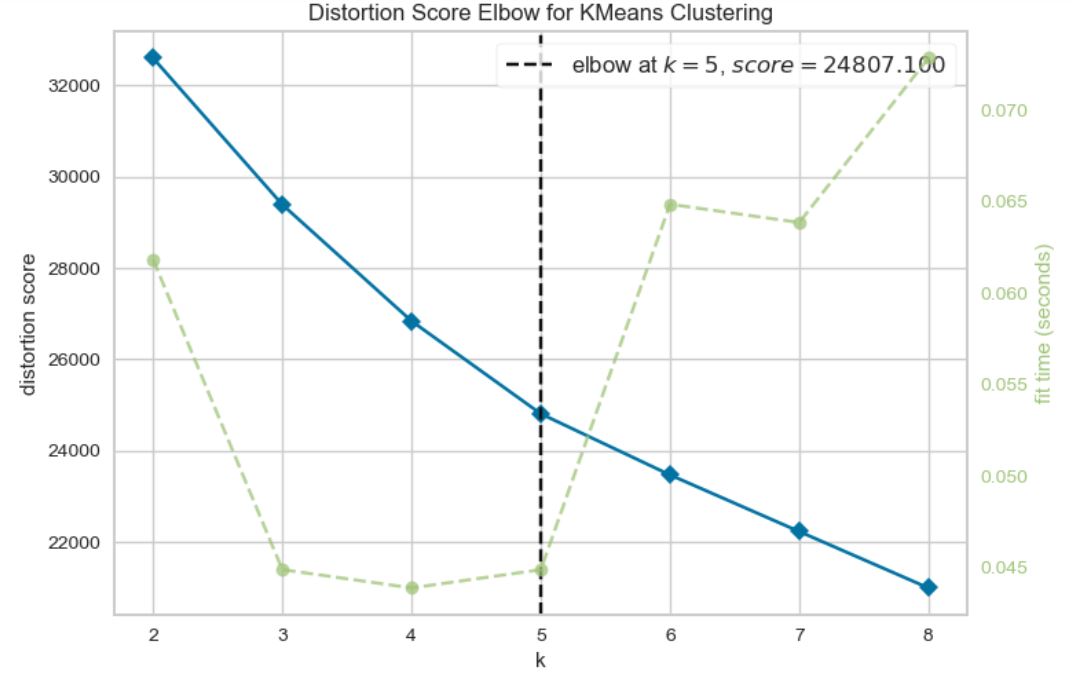 Distortion Score Elbow for KMeans Clustering
elbow at k = 5, score = 24807.100
distortion score
32000
30000
28000
26000
24000
22000
0.070
0.065
0.060
0.055
0.050
0.045
fit time (seconds)
2 3 4 5 6 7 8
k